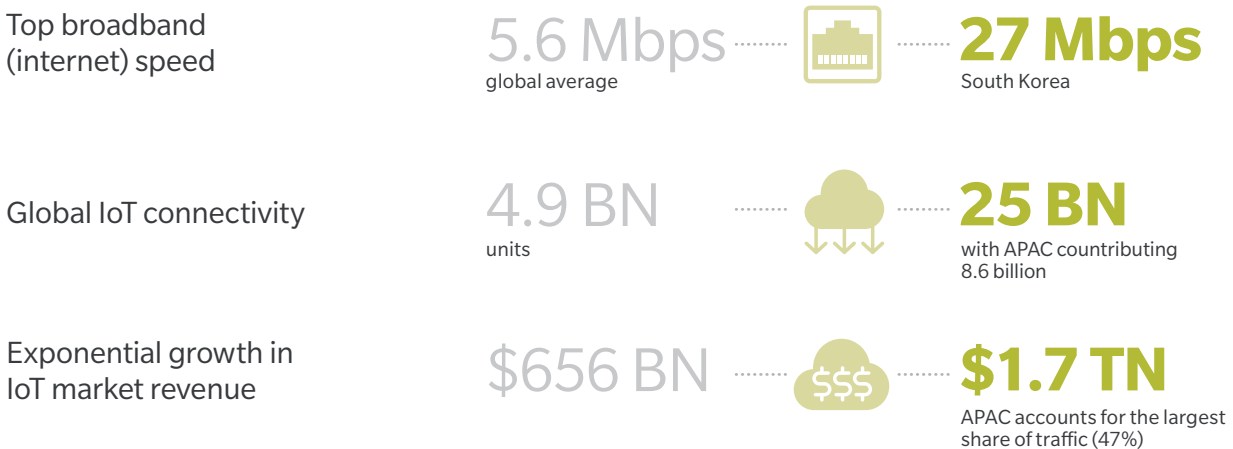 Top broadband
(internet) speed
5.6 Mbps
global average
27 Mbps
South Korea
Global IoT connectivity
4.9 BN
units
25 BN
with APAC countributing
8.6 billion
Exponential growth in
IoT market revenue
$656 BN
$$$
$1.7 TN
APAC accounts for the largest
share of traffic (47%)